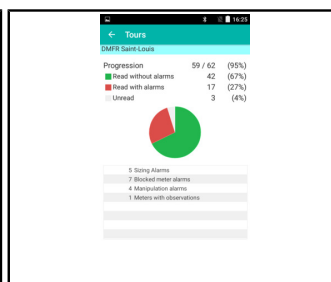 16:25
← Tours
DMFR Saint-Louis
Progression 59 / 62 (95%)
Read without alarms 42 (67%)
Read with alarms 17 (27%)
Unread 3 (4%)
5 Sizing Alarms
7 Blocked meter alarms
4 Manipulation alarms
1 Meters with observations